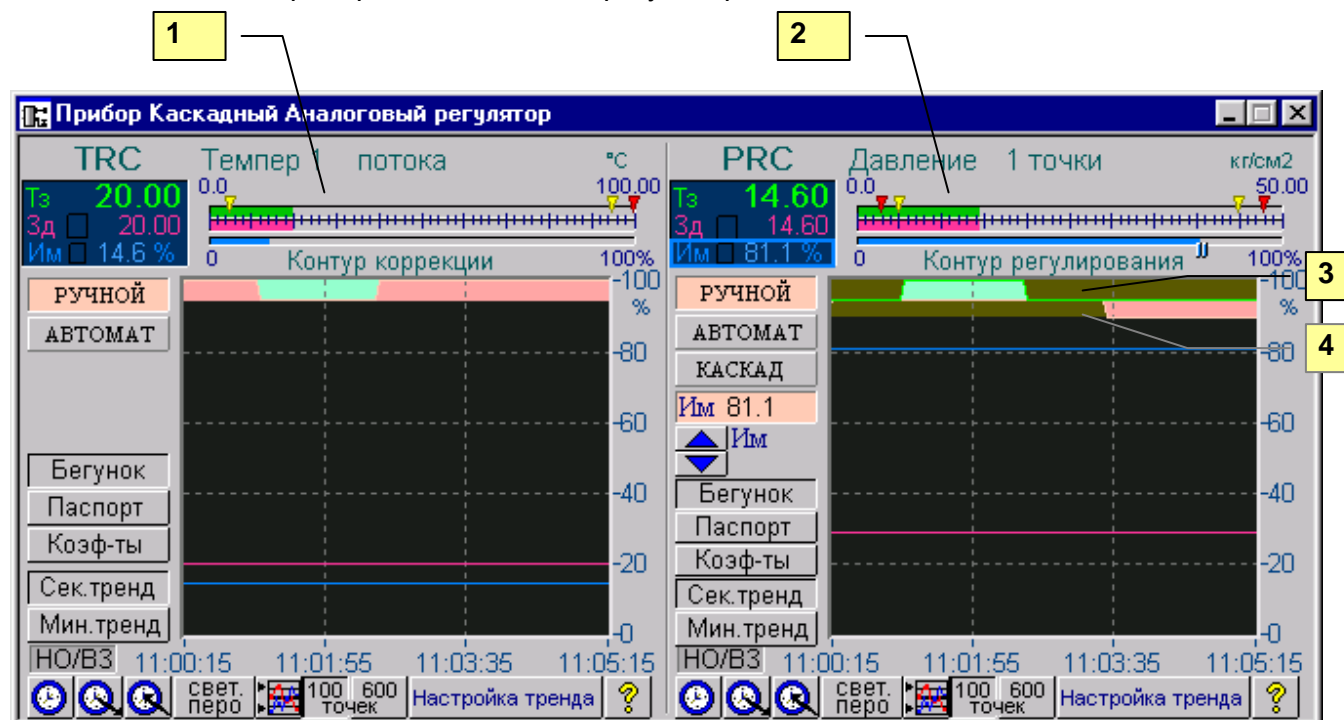 1
2
Прибор Каскадный Аналоговый регулятор
TRC Темпер 1 потока °C
Тз 20.00
Зд 20.00
Им 14.6 %
0.0 100.00
0 Контур коррекции 100%
РУЧНОЙ
АВТОМАТ
Бегунок
Паспорт
Коэф-ты
Сек.тренд
Мин.тренд
НО/ВЗ
-100
%
-80
-60
-40
-20
-0
11:00:15 11:01:55 11:03:35 11:05:15
свет. перо
100 600
точек
Настройка тренда
?
PRC Давление 1 точки кг/см2
Тз 14.60
Зд 14.60
Им 81.1 %
0.0 50.00
0 Контур регулирования 100%
РУЧНОЙ
АВТОМАТ
КАСКАД
Им 81.1
Им
Бегунок
Паспорт
Коэф-ты
Сек.тренд
Мин.тренд
НО/ВЗ
-100
%
-80
-60
-40
-20
-0
11:00:15 11:01:55 11:03:35 11:05:15
свет. перо
100 600
точек
Настройка тренда
?
3
4